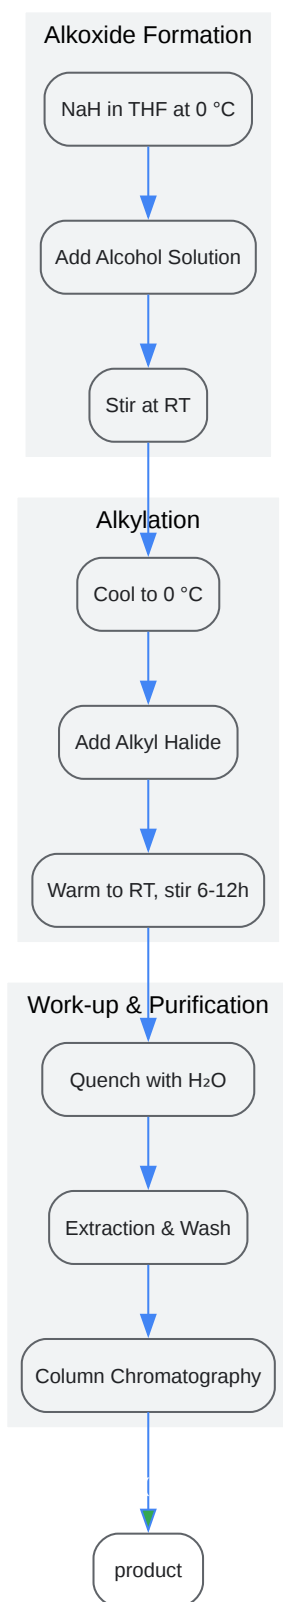 Alkoxide Formation
NaH in THF at 0 °C
Add Alcohol Solution
Stir at RT
Alkylation
Cool to 0 °C
Add Alkyl Halide
Warm to RT, stir 6-12h
Work-up & Purification
Quench with H₂O
Extraction & Wash
Column Chromatography
product